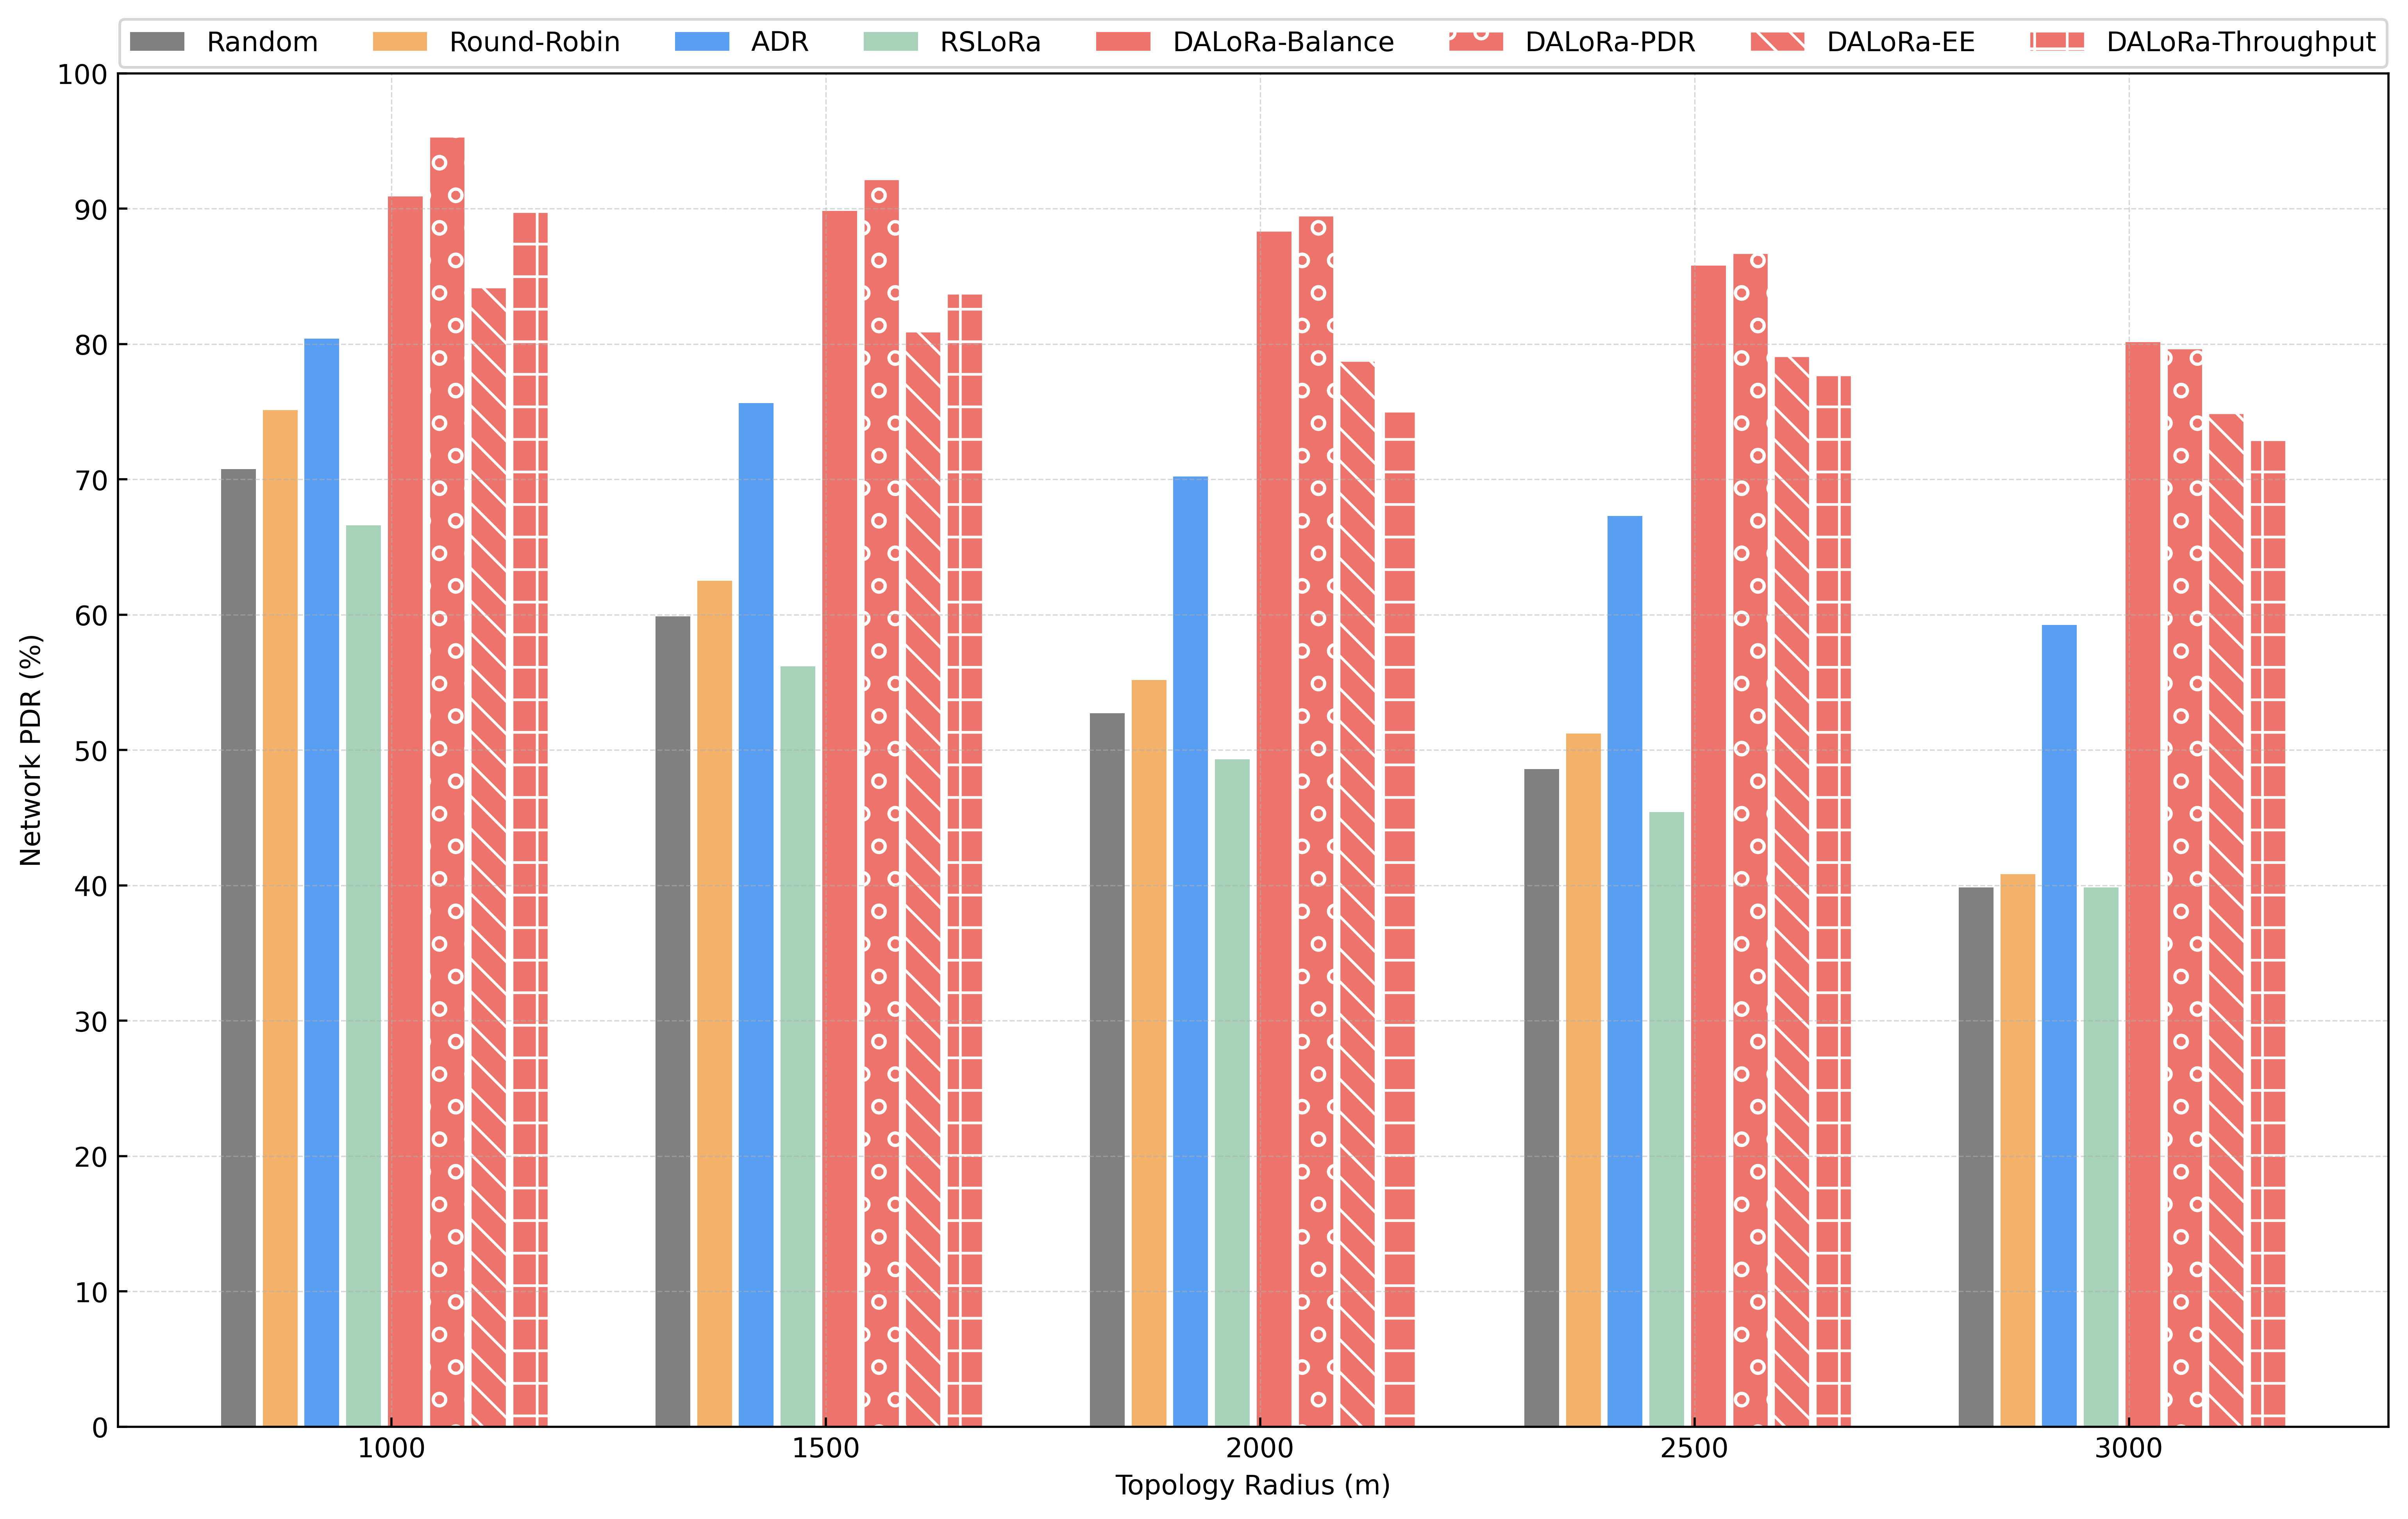 Random Round-Robin ADR RSLoRa DALoRa-Balance DALoRa-PDR DALoRa-EE DALoRa-Throughput
100
90
80
70
60
50
40
30
20
10
0
Network PDR (%)
1000 1500 2000 2500 3000
Topology Radius (m)